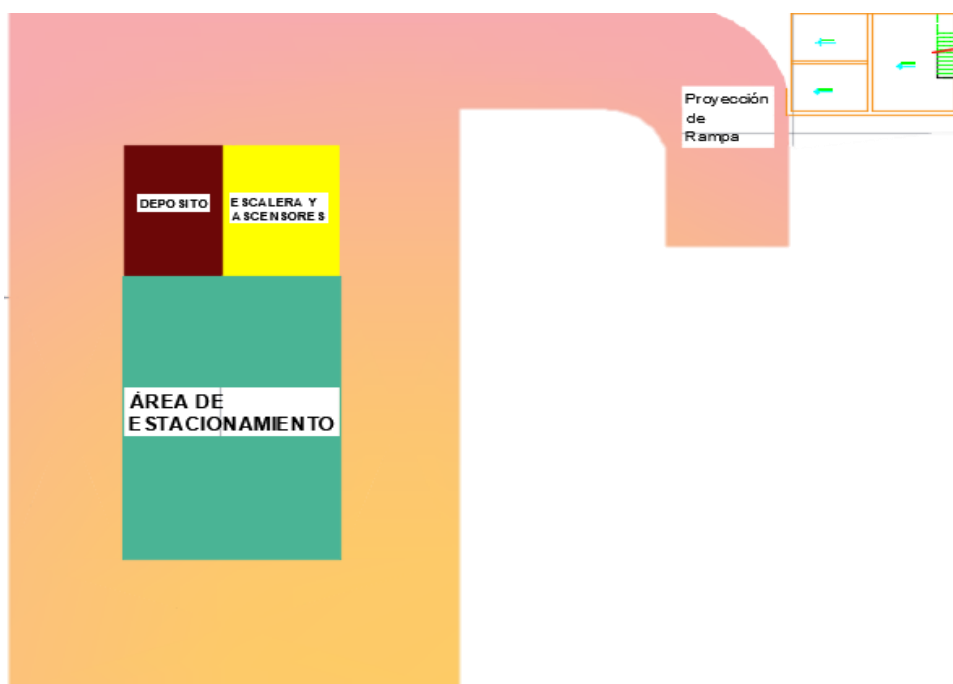 Proyección
de
Rampa
DEPOSITO
ESCALERA Y
ASCENSORES
ÁREA DE
ESTACIONAMIENTO